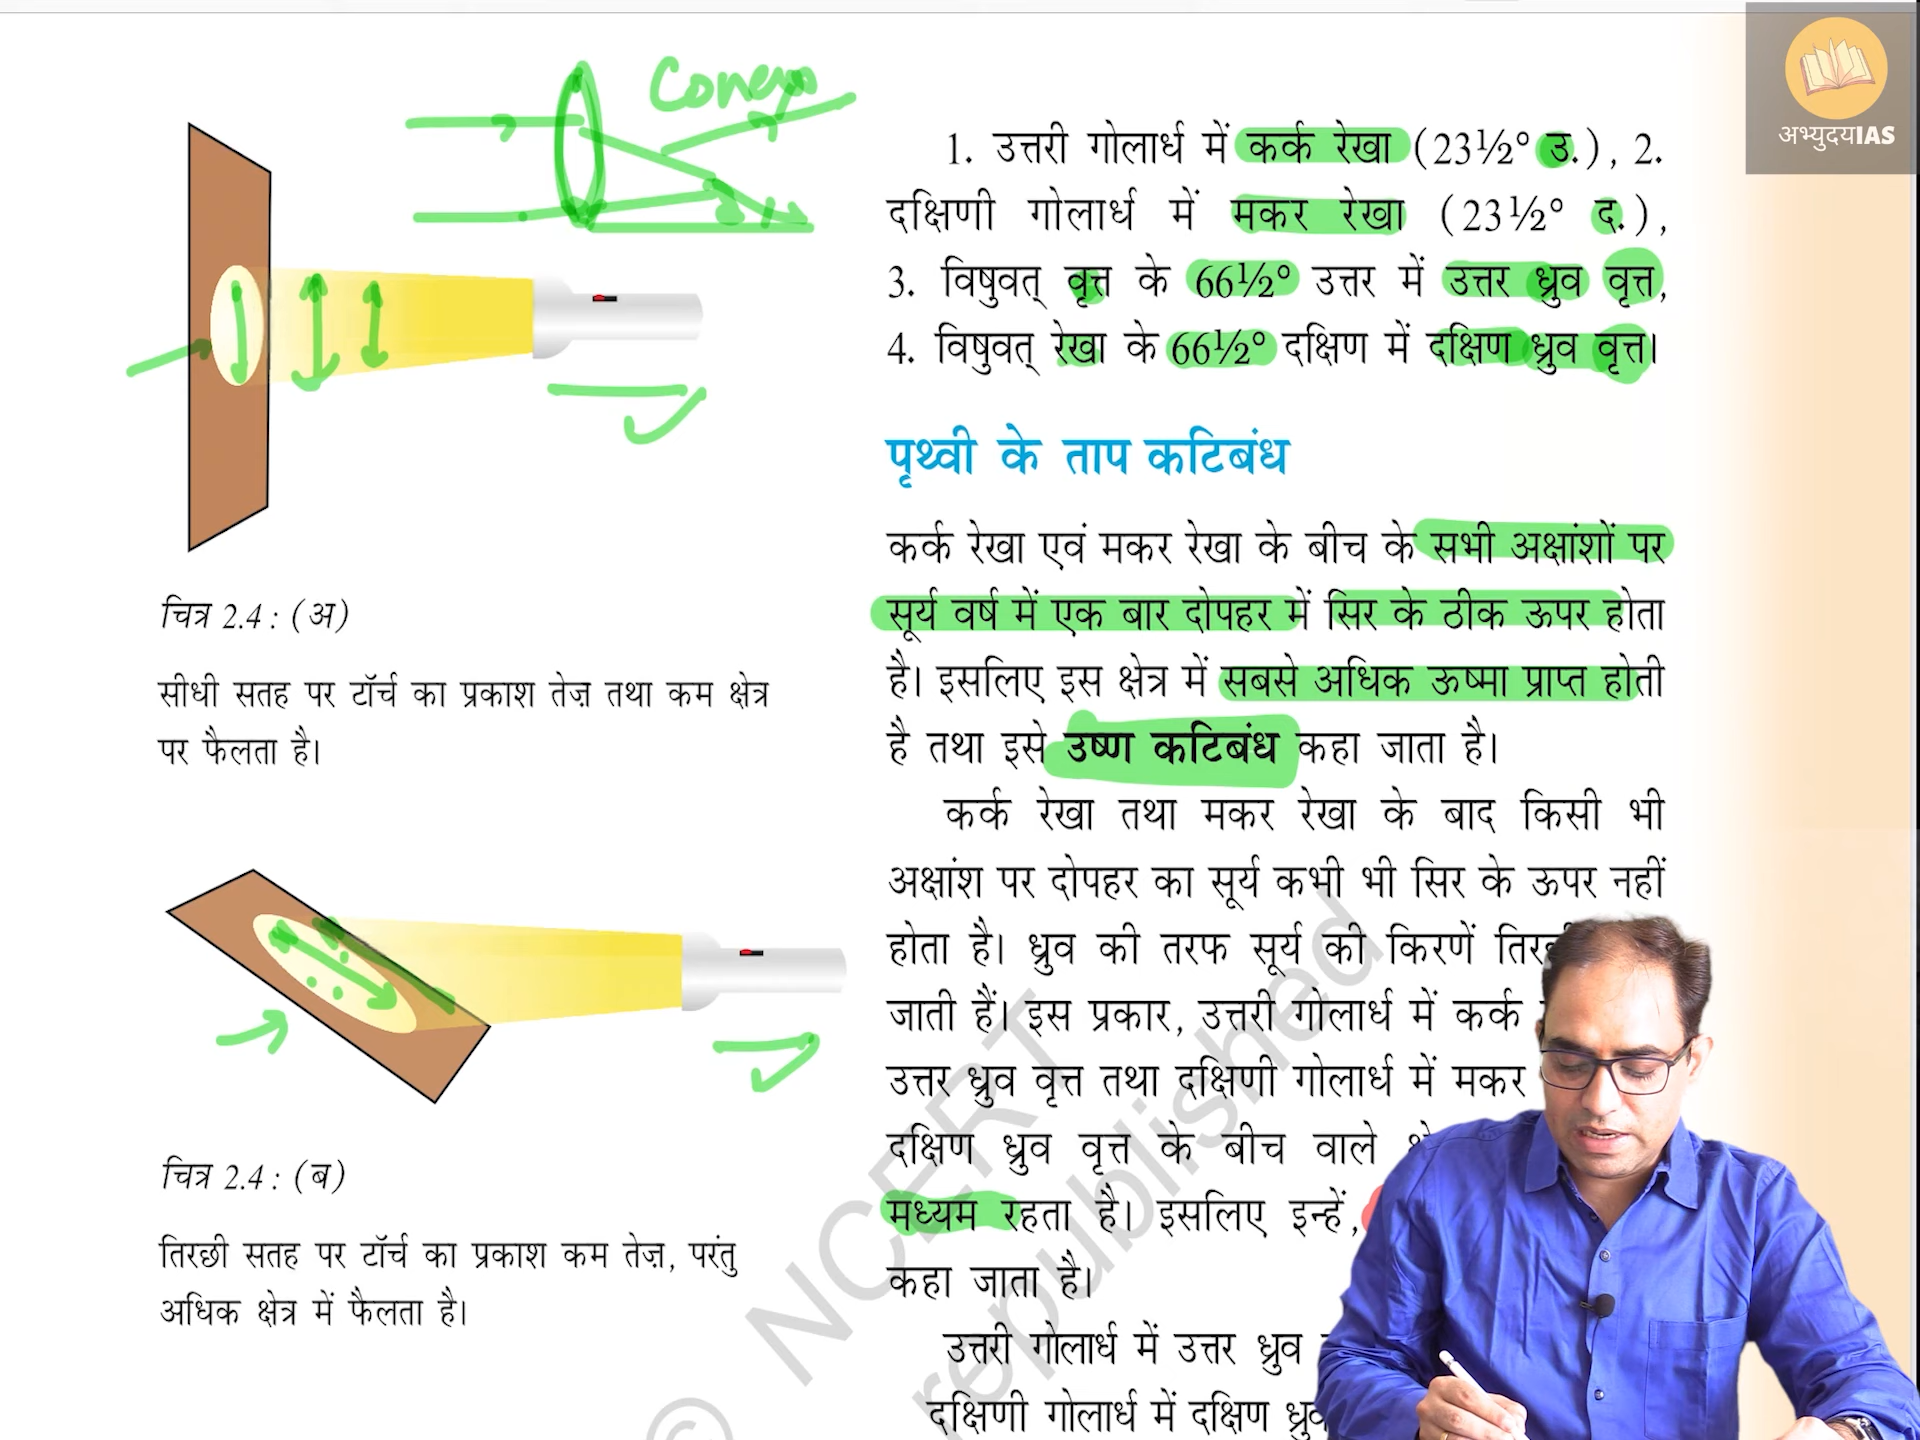 Convex
अभ्युदयIAS
1. उत्तरी गोलार्ध में कर्क रेखा (23½° उ.), 2.
दक्षिणी गोलार्ध में मकर रेखा (23½° द.),
3. विषुवत् वृत्त के 66½° उत्तर में उत्तर ध्रुव वृत्त,
4. विषुवत् रेखा के 66½° दक्षिण में दक्षिण ध्रुव वृत्त।
पृथ्वी के ताप कटिबंध
कर्क रेखा एवं मकर रेखा के बीच के सभी अक्षांशों पर
सूर्य वर्ष में एक बार दोपहर में सिर के ठीक ऊपर होता
है। इसलिए इस क्षेत्र में सबसे अधिक ऊष्मा प्राप्त होती
है तथा इसे उष्ण कटिबंध कहा जाता है।
कर्क रेखा तथा मकर रेखा के बाद किसी भी
अक्षांश पर दोपहर का सूर्य कभी भी सिर के ऊपर नहीं
होता है। ध्रुव की तरफ सूर्य की किरणें
जाती हैं। इस प्रकार, उत्तरी गोलार्ध में कर्क
उत्तर ध्रुव वृत्त तथा दक्षिणी गोलार्ध में मकर
दक्षिण ध्रुव वृत्त के बीच वाले
मध्यम रहता है। इसलिए इन्हें,
कहा जाता है।
उत्तरी गोलार्ध में उत्तर ध्रुव
दक्षिणी गोलार्ध में दक्षिण
चित्र 2.4 : (अ)
सीधी सतह पर टॉर्च का प्रकाश तेज़ तथा कम क्षेत्र
पर फैलता है।
चित्र 2.4 : (ब)
तिरछी सतह पर टॉर्च का प्रकाश कम तेज़, परंतु
अधिक क्षेत्र में फैलता है।
© NCERT
republished